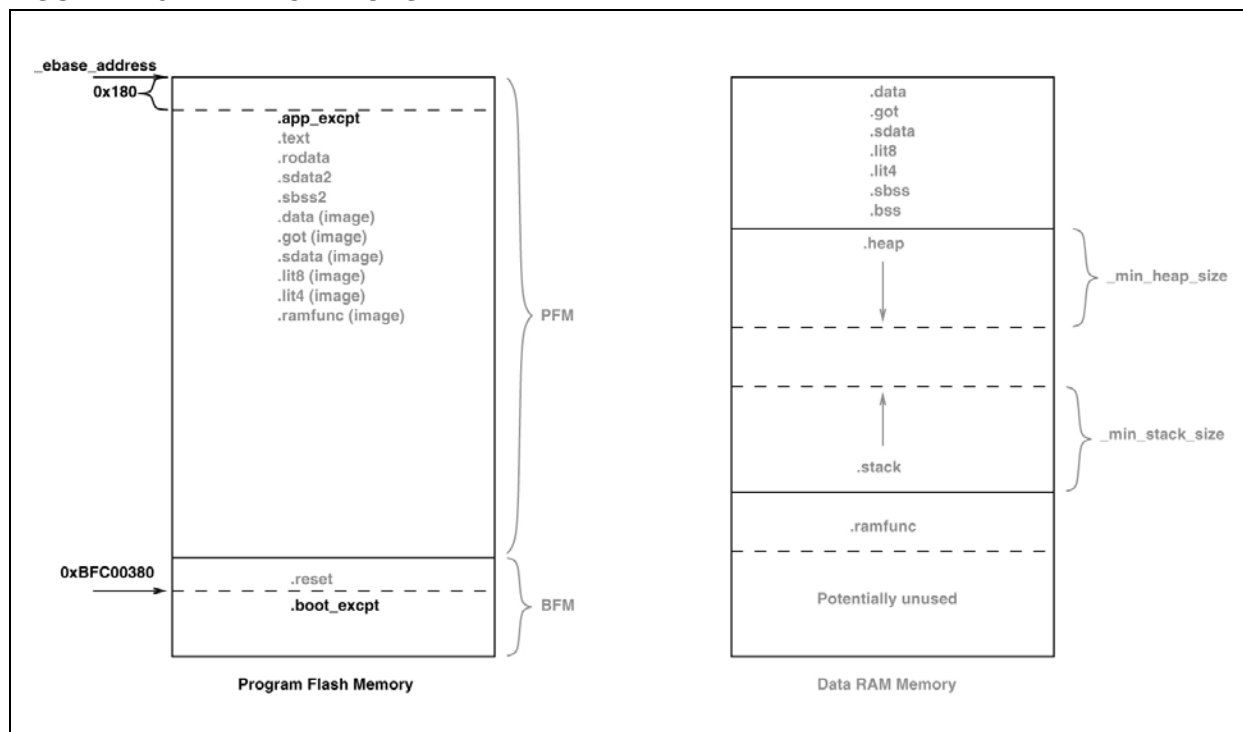 _ebase_address
0x180
.app_excpt
.text
.rodata
.sdata2
.sbss2
.data (image)
.got (image)
.sdata (image)
.lit8 (image)
.lit4 (image)
.ramfunc (image)
PFM
0xBFC00380
.reset
.boot_excpt
BFM
Program Flash Memory
.data
.got
.sdata
.lit8
.lit4
.sbss
.bss
.heap
_min_heap_size
_min_stack_size
.stack
.ramfunc
Potentially unused
Data RAM Memory